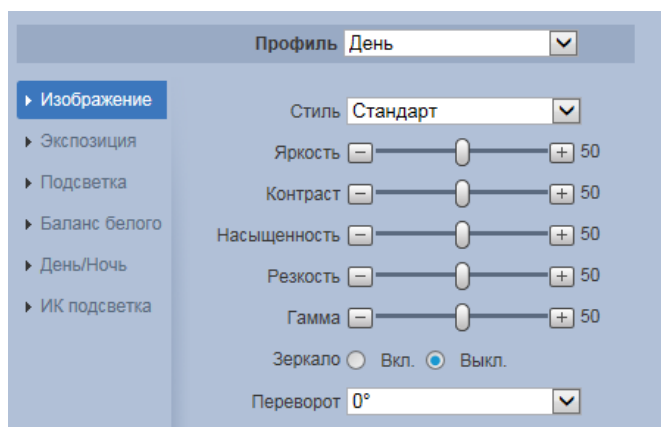 Профиль День
Изображение
Экспозиция
Подсветка
Баланс белого
День/Ночь
ИК подсветка
Стиль Стандарт
Яркость 50
Контраст 50
Насыщенность 50
Резкость 50
Гамма 50
Зеркало Вкл. Выкл.
Переворот 0°